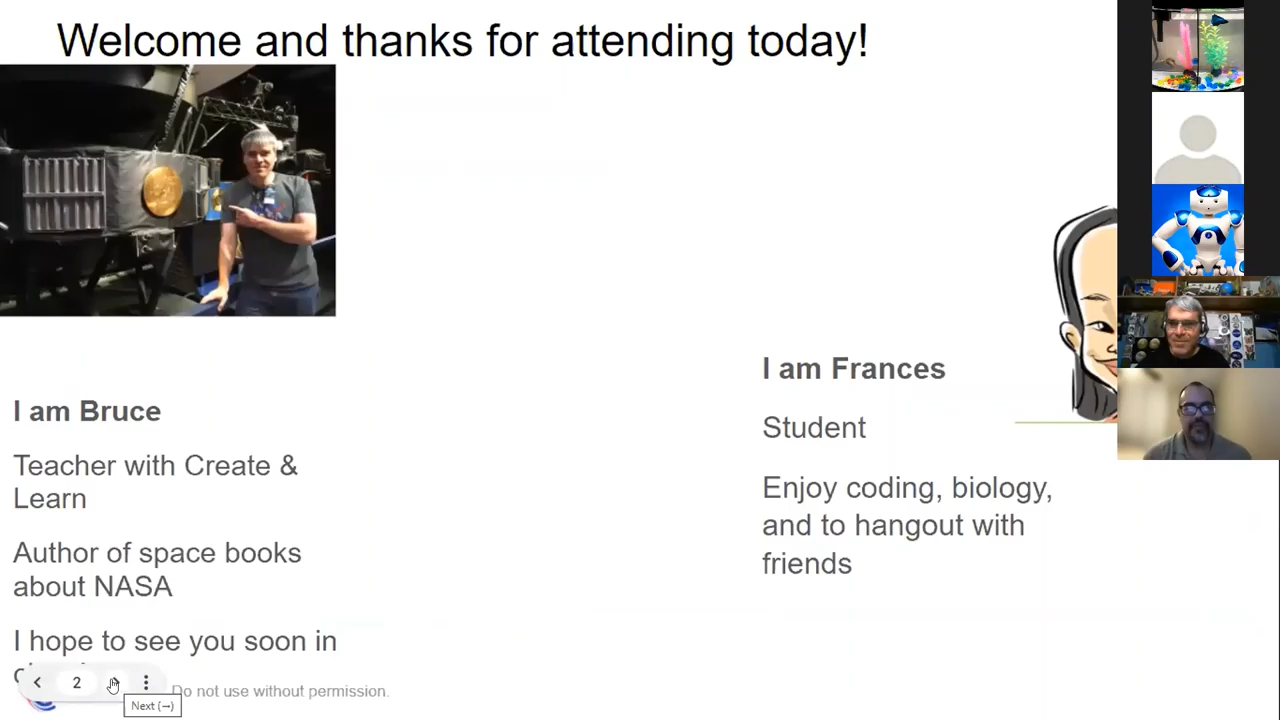 Welcome and thanks for attending today!
I am Bruce
Teacher with Create &
Learn
Author of space books
about NASA
I hope to see you soon in
I am Frances
Student
Enjoy coding, biology,
and to hangout with
friends
2
Do not use without permission.
Next (→)